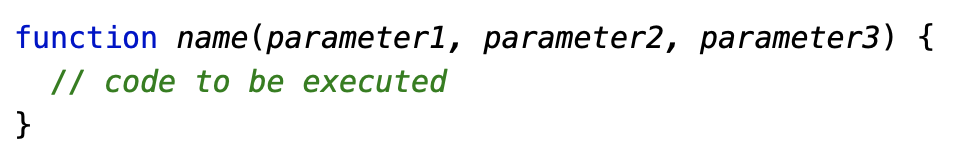 function name(parameter1, parameter2, parameter3) {
  // code to be executed
}